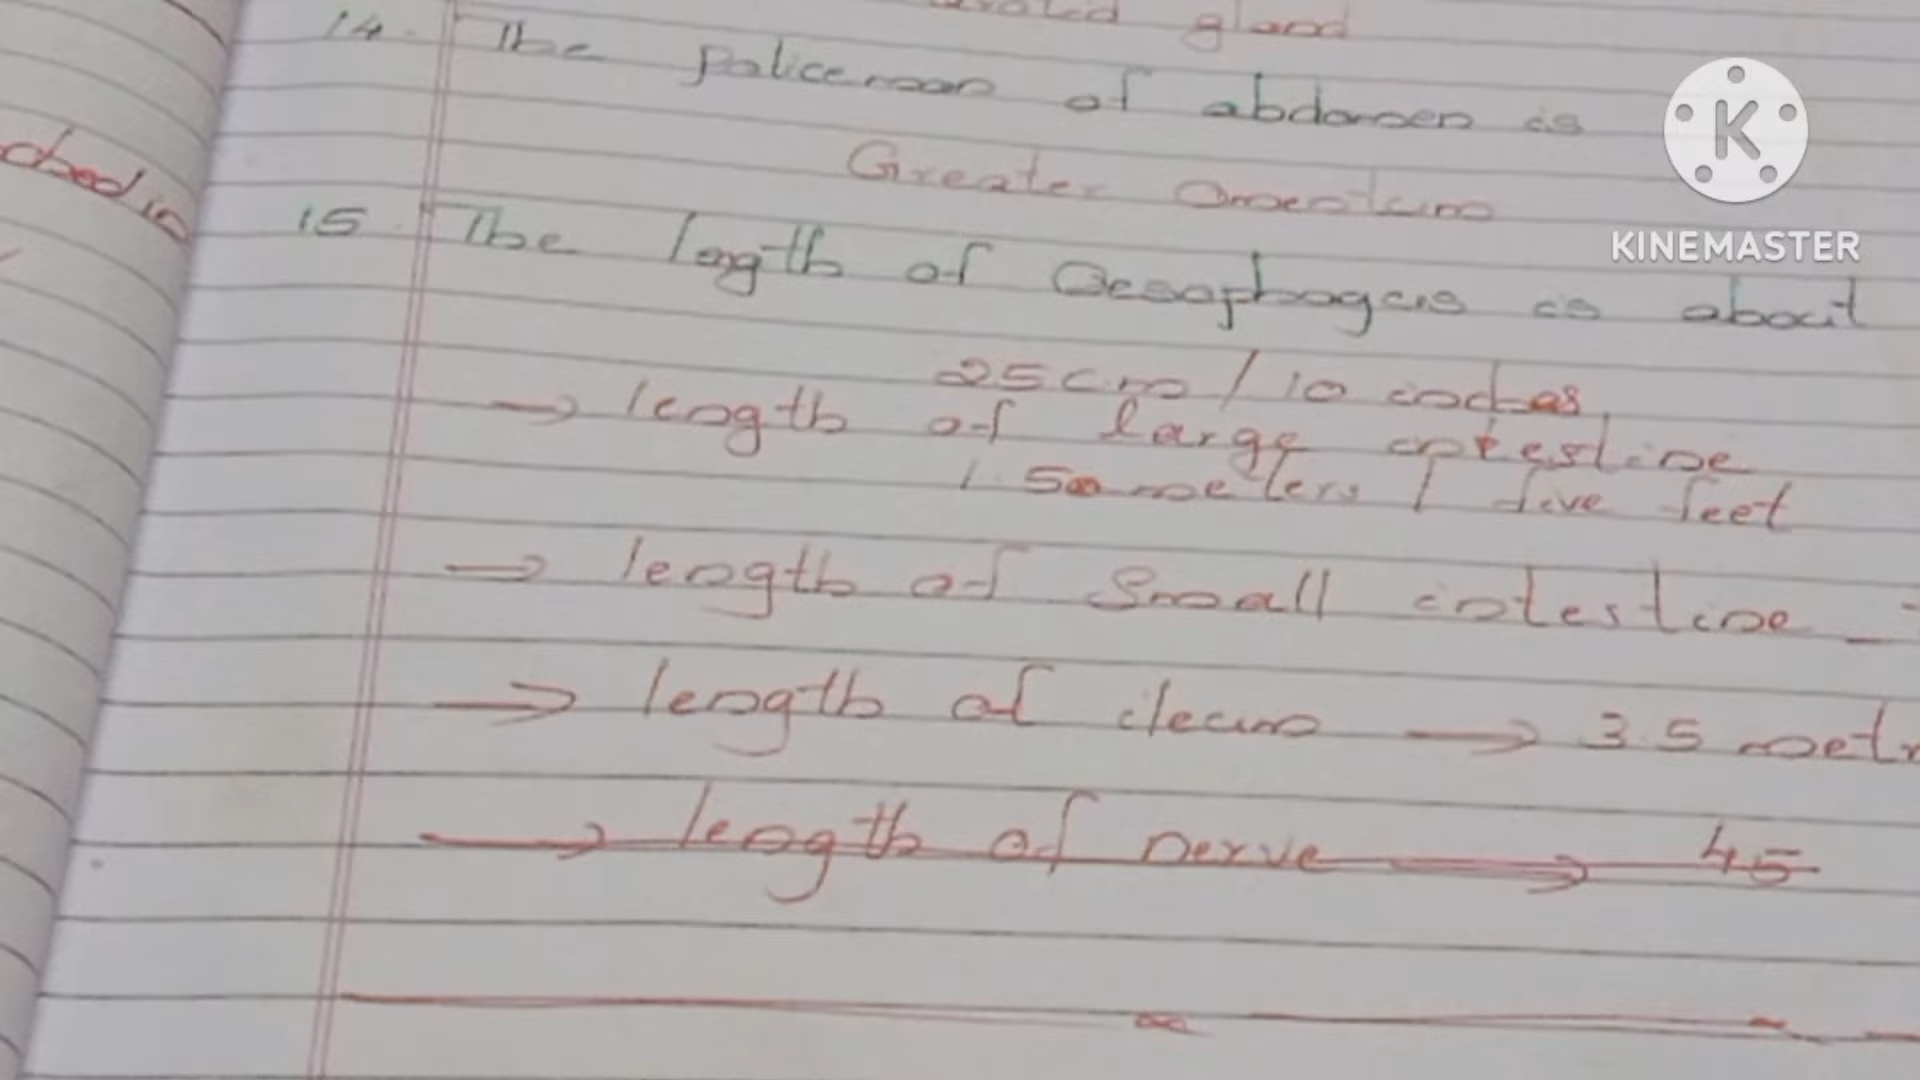 gland
14. The policeman of abdomen is
Greater Omentum
ched in
15 The length of Oesophagus is about
25cm / 10 inches
→ length of large intestine
1.5 meters / five feet
→ length of Small intestine _
→ length of ileum → 3.5 metr
→ length of nerve → 45
K
KINEMASTER